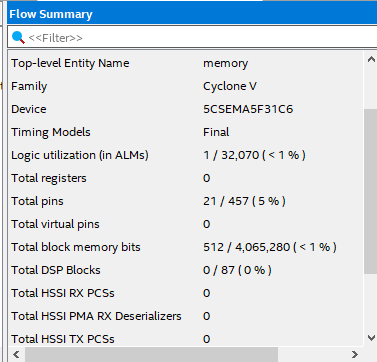 Flow Summary
<<Filter>>
Top-level Entity Name memory
Family Cyclone V
Device 5CSEMA5F31C6
Timing Models Final
Logic utilization (in ALMs) 1 / 32,070 ( < 1 % )
Total registers 0
Total pins 21 / 457 ( 5 % )
Total virtual pins 0
Total block memory bits 512 / 4,065,280 ( < 1 % )
Total DSP Blocks 0 / 87 ( 0 % )
Total HSSI RX PCSs 0
Total HSSI PMA RX Deserializers 0
Total HSSI TX PCSs 0